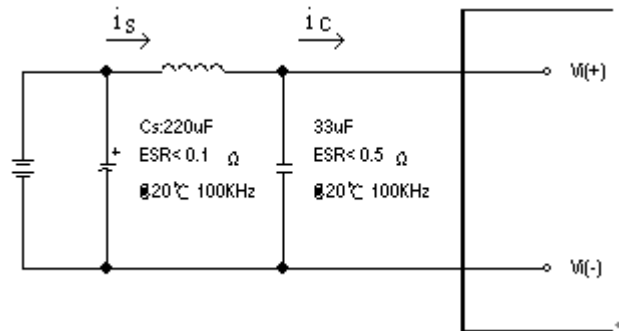 iS
iC
Vi(+)
Cs:220uF
ESR<0.1 Ω
@20℃ 100KHz
33uF
ESR<0.5 Ω
@20℃ 100KHz
+
Vi(-)